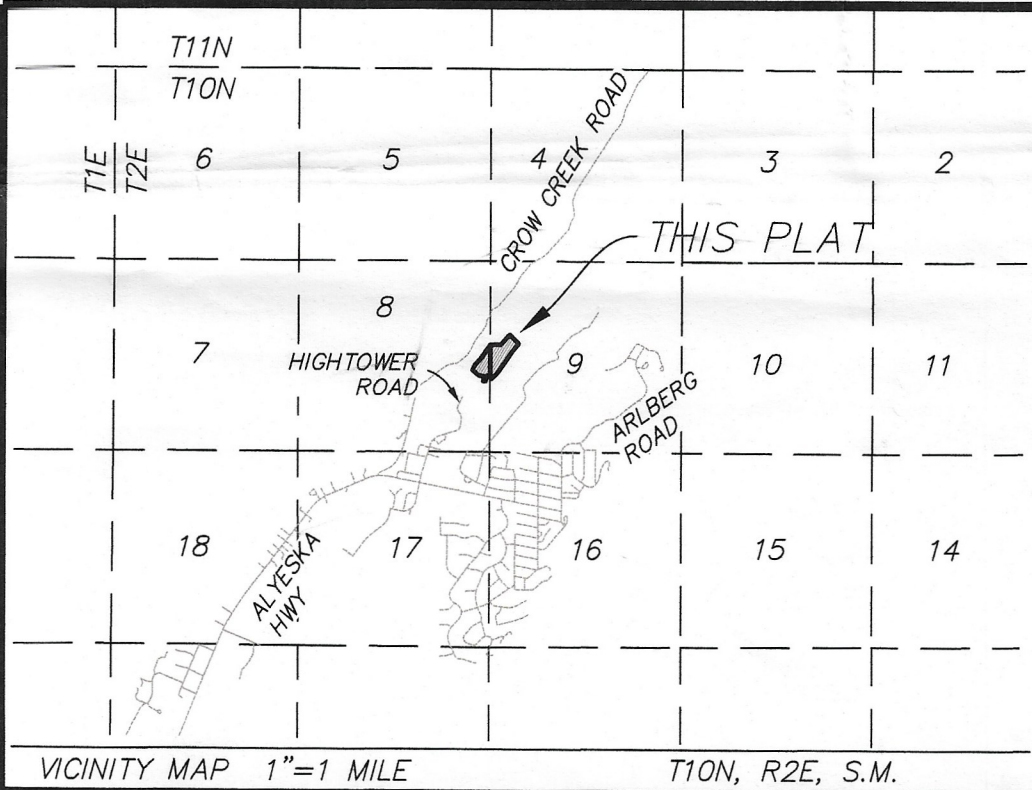 T11N
T10N
T1E
T2E
6
5
4
3
2
CROW CREEK ROAD
THIS PLAT
8
7
HIGHTOWER
ROAD
9
10
11
ARLBERG
ROAD
18
17
16
15
14
ALYESKA
HWY
VICINITY MAP 1"=1 MILE
T10N, R2E, S.M.